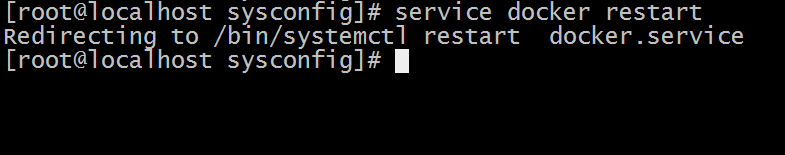 [root@localhost sysconfig]# service docker restart
Redirecting to /bin/systemctl restart  docker.service
[root@localhost sysconfig]#